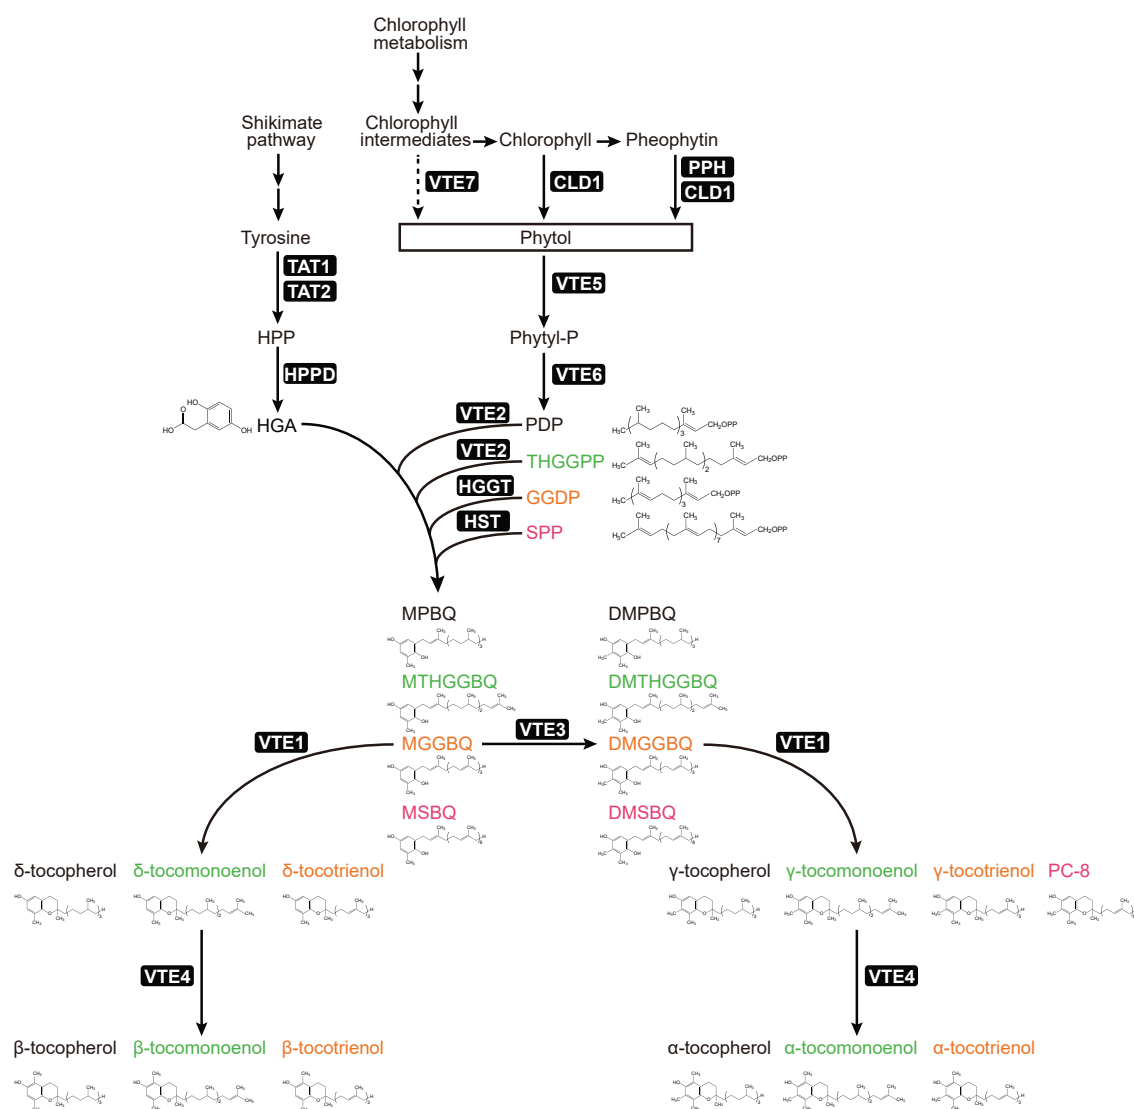 Chlorophyll
metabolism
Shikimate
pathway
Chlorophyll
intermediates
Chlorophyll
Pheophytin
VTE7
CLD1
PPH
CLD1
Tyrosine
Phytol
TAT1
TAT2
VTE5
HPP
Phytyl-P
HPPD
VTE6
HGA
VTE2
PDP
VTE2
THGGPP
HGGT
GGDP
HST
SPP
MPBQ
DMPBQ
MTHGGBQ
DMTHGGBQ
VTE1
MGGBQ
VTE3
DMGGBQ
VTE1
MSBQ
DMSBQ
δ-tocopherol
δ-tocomonoenol
δ-tocotrienol
γ-tocopherol
γ-tocomonoenol
γ-tocotrienol
PC-8
VTE4
VTE4
β-tocopherol
β-tocomonoenol
β-tocotrienol
α-tocopherol
α-tocomonoenol
α-tocotrienol